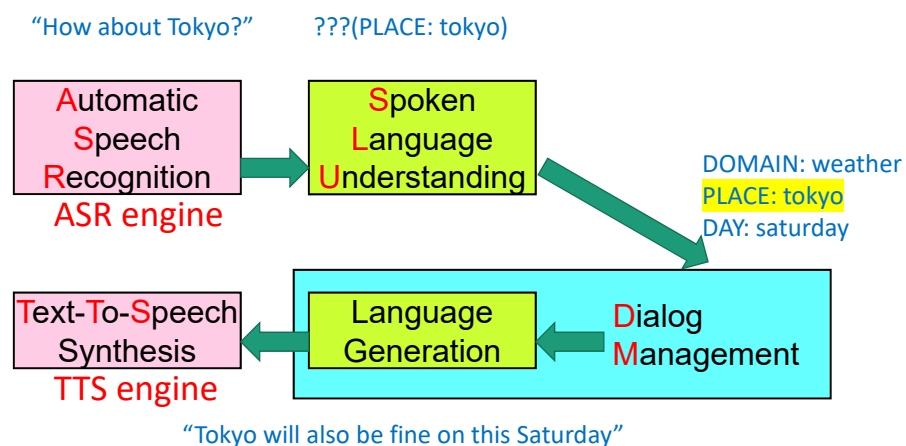 “How about Tokyo?”
???(PLACE: tokyo)
Automatic
Speech
Recognition
ASR engine
Spoken
Language
Understanding
DOMAIN: weather
PLACE: tokyo
DAY: saturday
Text-To-Speech
Synthesis
TTS engine
Language
Generation
Dialog
Management
“Tokyo will also be fine on this Saturday”